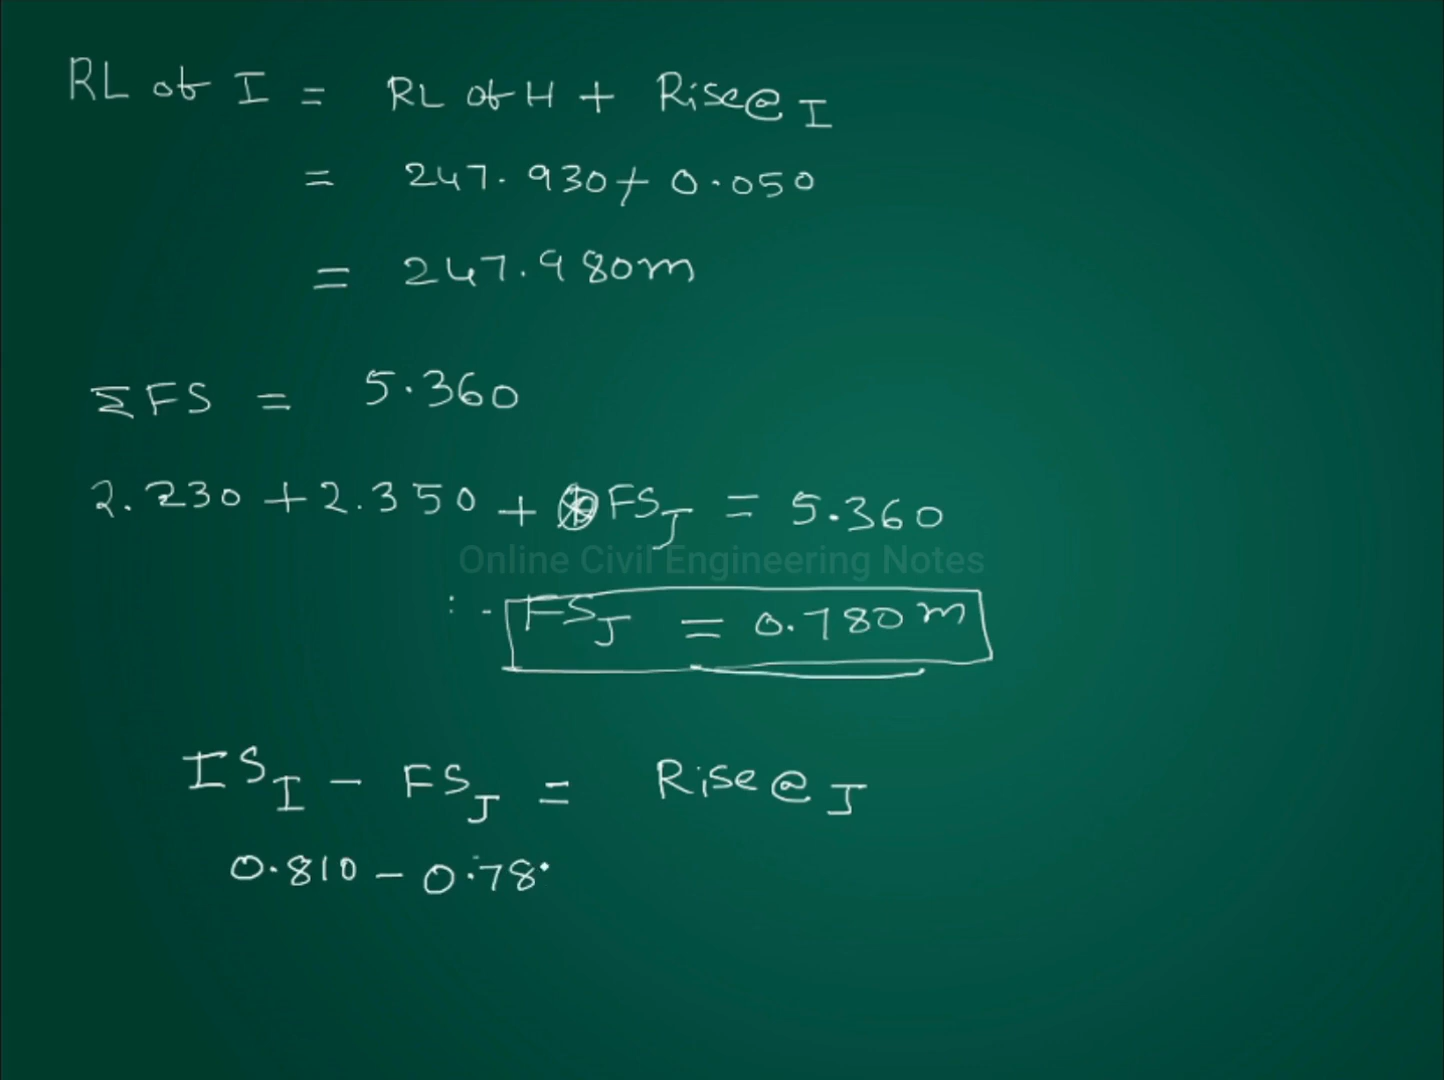 RL of I = RL of H + Rise@I
= 247.930 + 0.050
= 247.980m
ΣFS = 5.360
2.230 + 2.350 + FSJ = 5.360
Online Civil Engineering Notes
∴ FSJ = 0.780m
ISI - FSJ = Rise@J
0.810 - 0.78